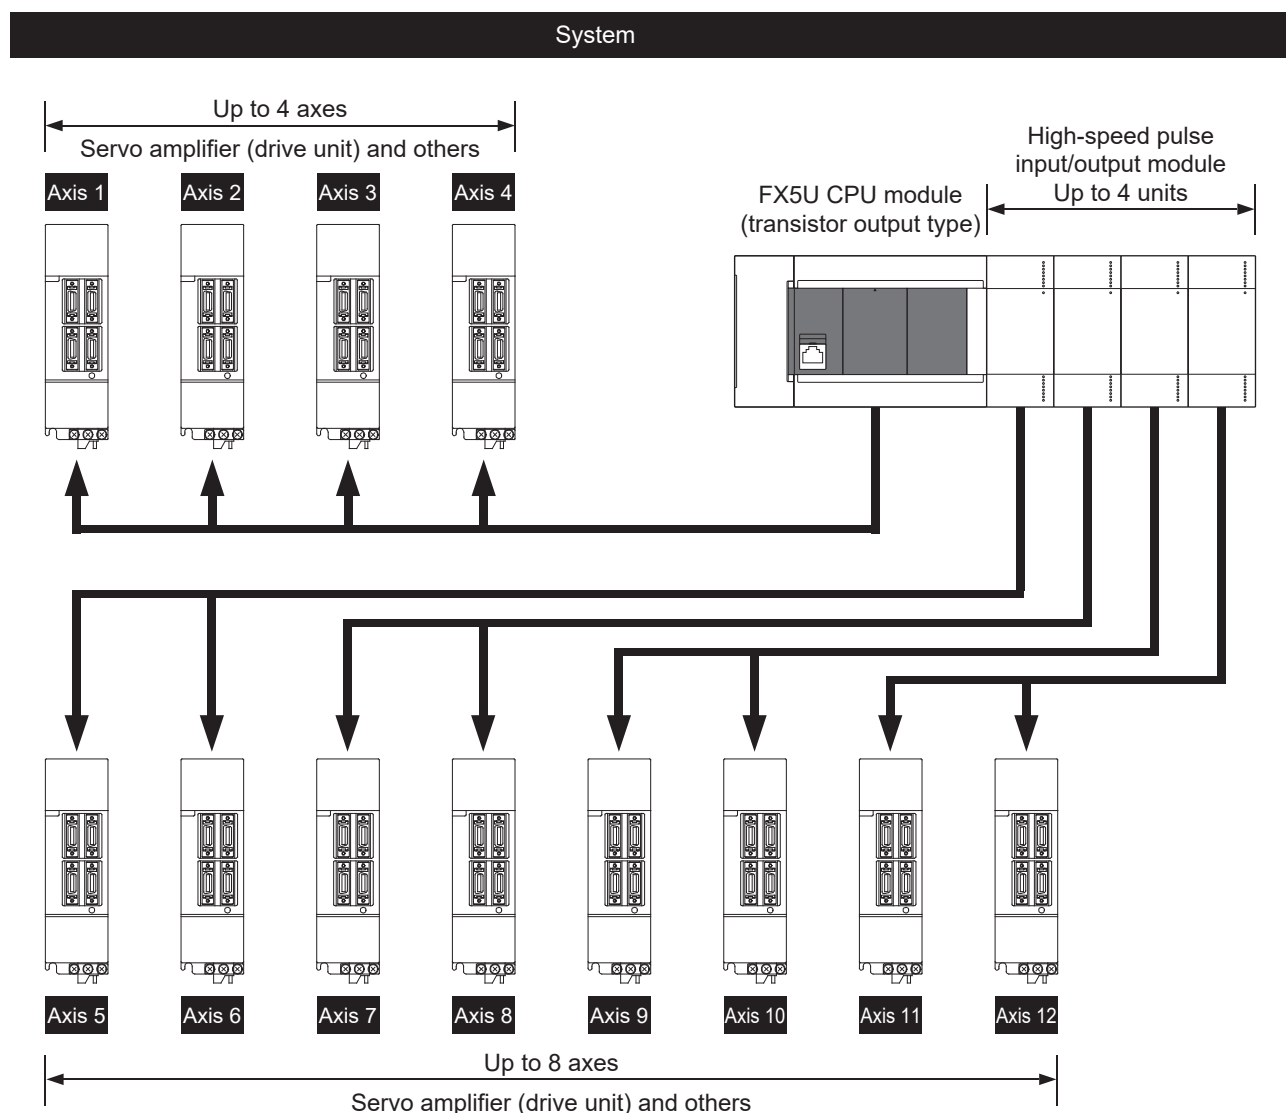 System
Up to 4 axes
Servo amplifier (drive unit) and others
Axis 1 Axis 2 Axis 3 Axis 4
High-speed pulse
input/output module
Up to 4 units
FX5U CPU module
(transistor output type)
Axis 5 Axis 6 Axis 7 Axis 8 Axis 9 Axis 10 Axis 11 Axis 12
Up to 8 axes
Servo amplifier (drive unit) and others